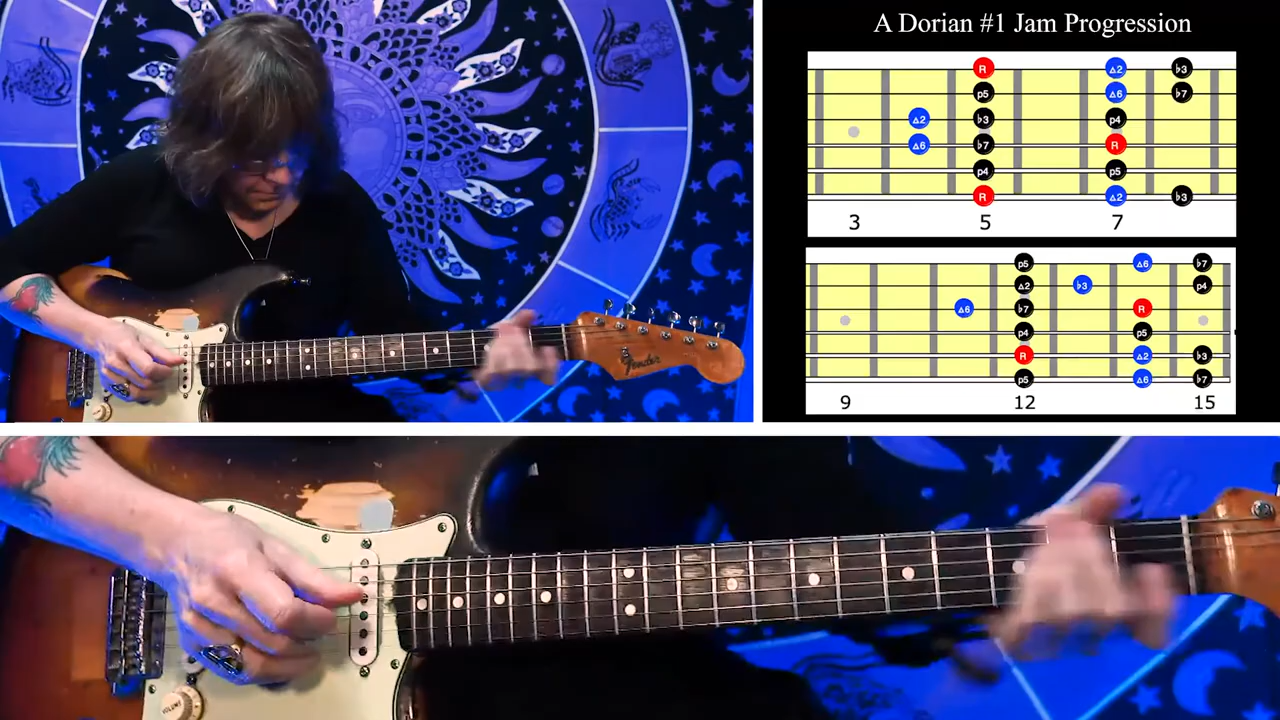 A Dorian #1 Jam Progression
R Δ2 ♭3
p5 Δ6 ♭7
Δ2 ♭3 p4
Δ6 ♭7 R
p4 p5
R Δ2 ♭3
3 5 7
p5 Δ6 ♭7
Δ2 ♭3 p4
Δ6 ♭7 R
p4 p5
R Δ2 ♭3
p5 Δ6 ♭7
9 12 15
Fender
VOLUME